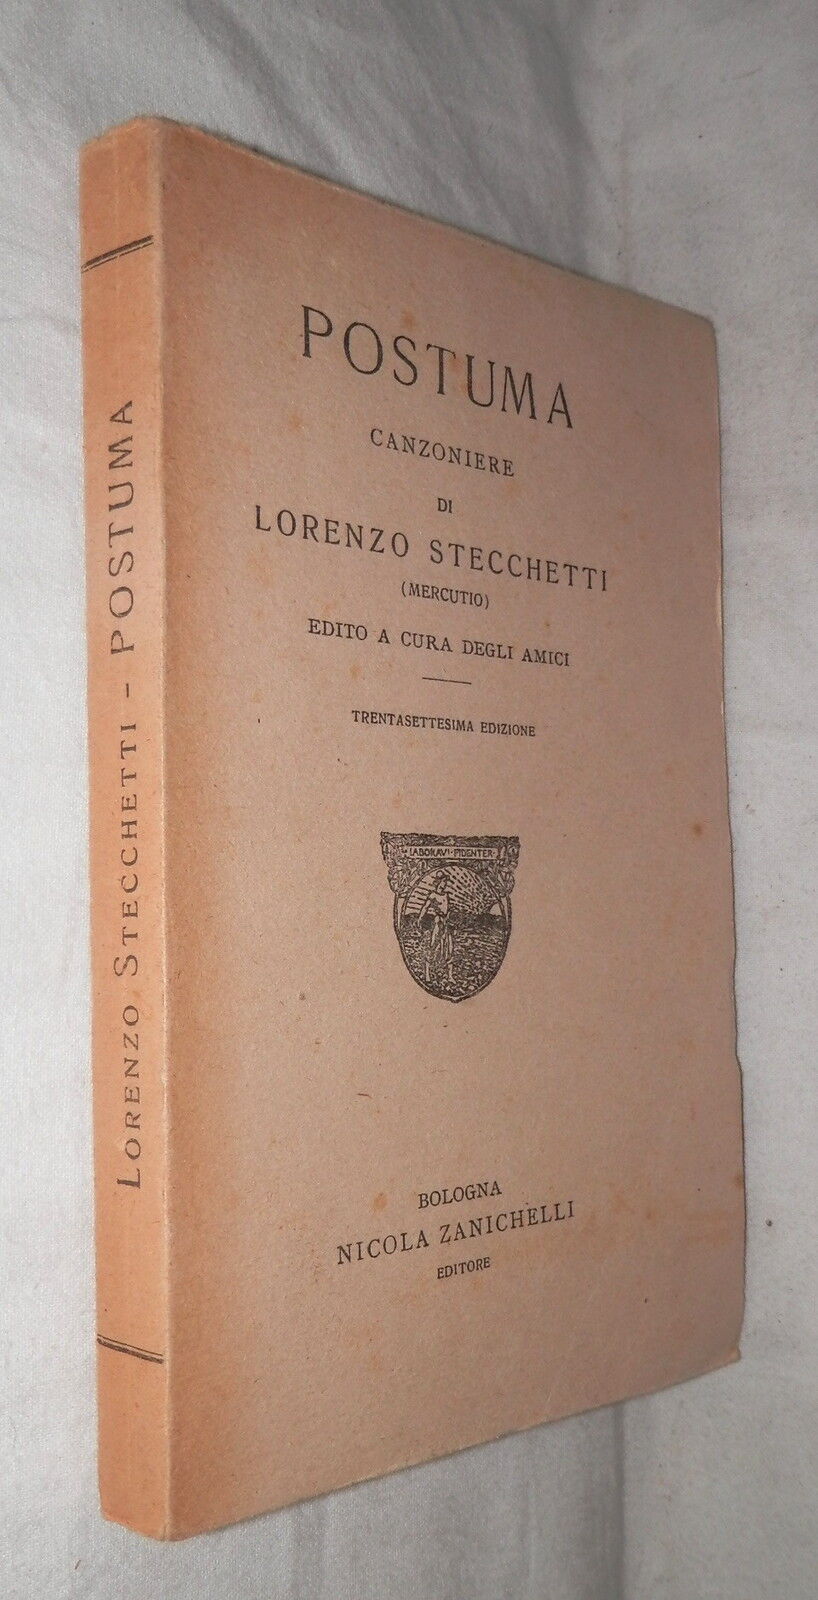 LORENZO STECCHETTI - POSTUMA
POSTUMA
CANZONIERE
DI
LORENZO STECCHETTI
(MERCUTIO)
EDITO A CURA DEGLI AMICI
TRENTASETTESIMA EDIZIONE
LABORAVI·FIDENTER
BOLOGNA
NICOLA ZANICHELLI
EDITORE